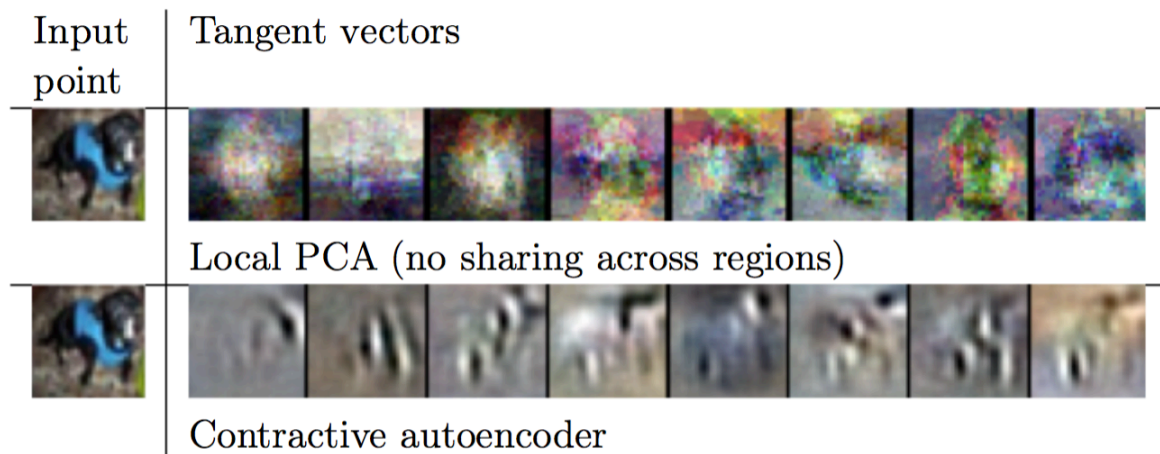 Input
point
Tangent vectors
Local PCA (no sharing across regions)
Contractive autoencoder